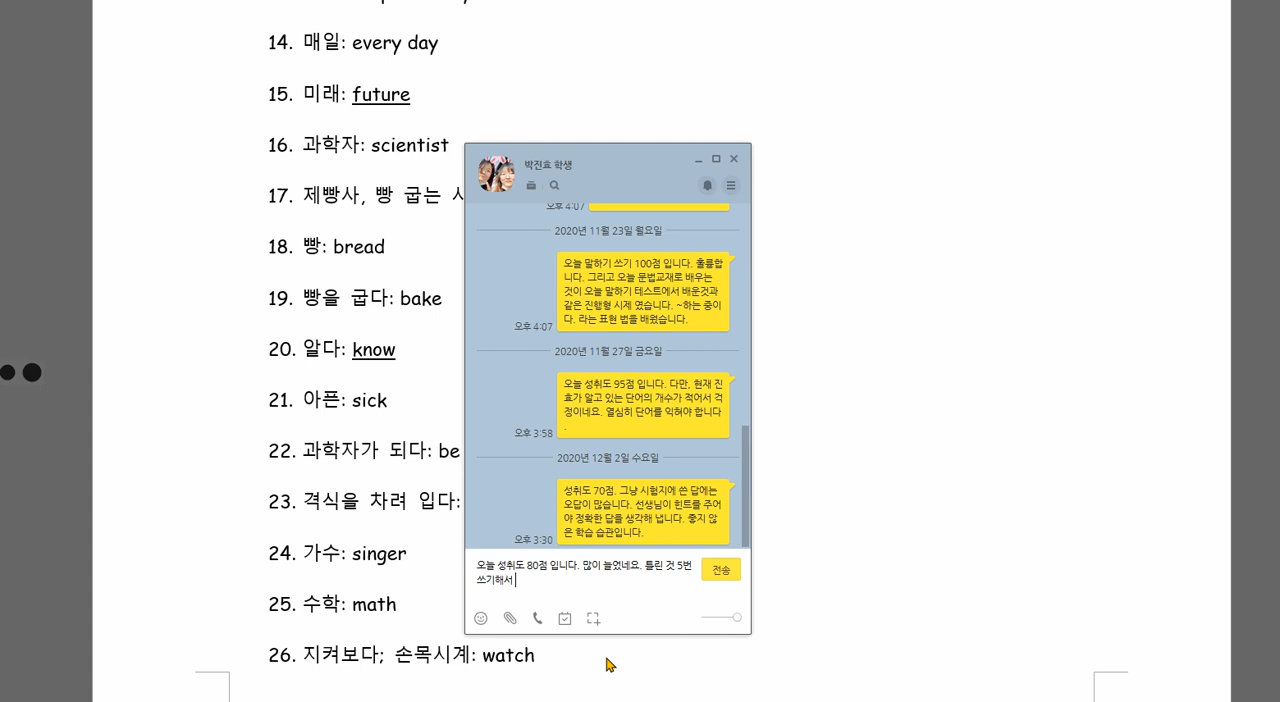 14. 매일: every day
15. 미래: future
16. 과학자: scientist
17. 제빵사, 빵 굽는
18. 빵: bread
19. 빵을 굽다: bake
20. 알다: know
21. 아픈: sick
22. 과학자가 되다: be
23. 격식을 차려 입다:
24. 가수: singer
25. 수학: math
26. 지켜보다; 손목시계: watch
박진효 학생
오후 4:07
2020년 11월 23일 월요일
오늘 말하기 쓰기 100점 입니다. 훌륭합
니다. 그리고 오늘 문법교재로 배우는
것이 오늘 말하기 테스트에서 배운것과
같은 진행형 시제 였습니다. ~하는 중이
다, 라는 표현 법을 배웠습니다.
오후 4:07
2020년 11월 27일 금요일
오늘 성취도 95점 입니다. 다만, 현재 진
효가 알고 있는 단어의 개수가 적어서 걱
정이네요. 열심히 단어를 익혀야 합니다
.
오후 3:58
2020년 12월 2일 수요일
성취도 70점. 그냥 시험지에 쓴 답에는
오답이 많습니다. 선생님이 힌트를 주어
야 정확한 답을 생각해 냅니다. 좋지 않
은 학습 습관입니다.
오후 3:30
오늘 성취도 80점 입니다. 많이 늘었네요. 틀린 것 5번
쓰기해서
전송